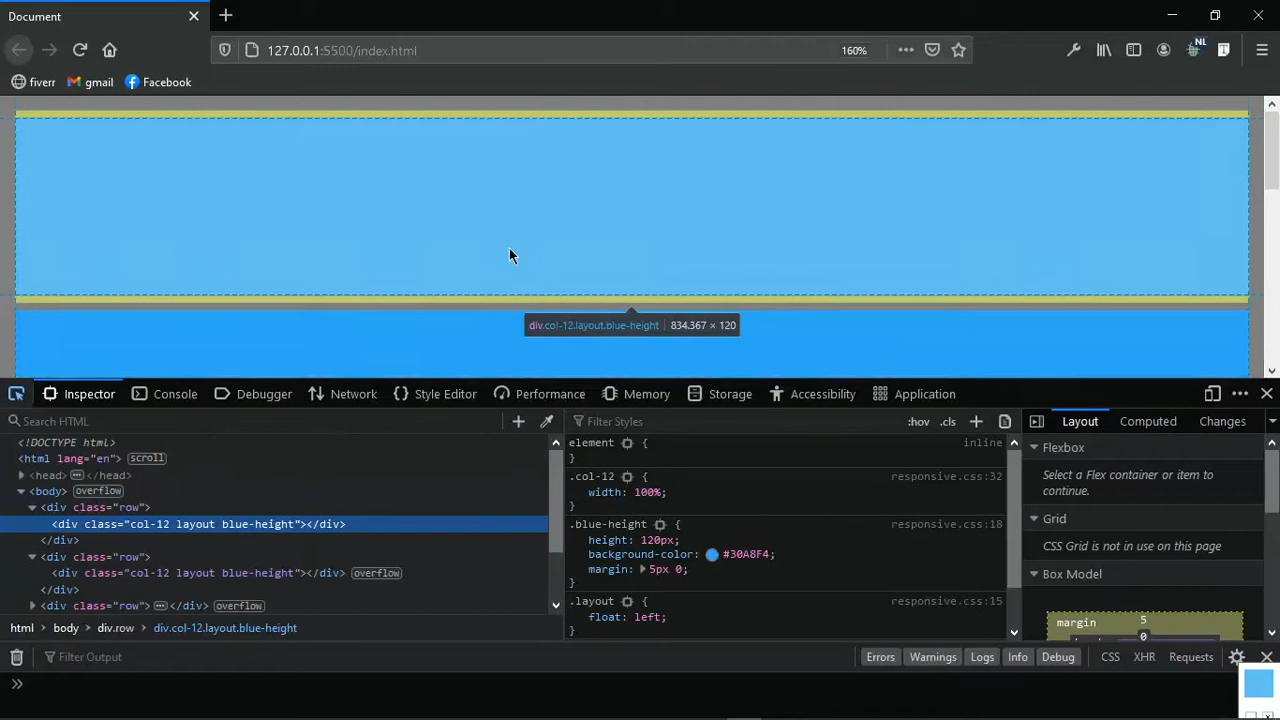 Document
127.0.0.1:5500/index.html
160%
NL
fiverr
gmail
Facebook
div.col-12.layout.blue-height
834.367 × 120
Inspector
Console
Debugger
Network
Style Editor
Performance
Memory
Storage
Accessibility
Application
Search HTML
<!DOCTYPE html>
<html lang="en"> scroll
<head> </head>
<body> overflow
<div class="row">
<div class="col-12 layout blue-height"></div>
</div>
<div class="row">
<div class="col-12 layout blue-height"></div> overflow
</div>
<div class="row"> </div> overflow
html
body
div.row
div.col-12.layout.blue-height
Filter Styles
:hov
.cls
element { inline
}
.col-12 { responsive.css:32
width: 100%;
}
.blue-height { responsive.css:18
height: 120px;
background-color: #30A8F4;
margin: 5px 0;
}
.layout { responsive.css:15
float: left;
}
Layout
Computed
Changes
Flexbox
Select a Flex container or item to
continue.
Grid
CSS Grid is not in use on this page
Box Model
margin
5
0
Filter Output
Errors
Warnings
Logs
Info
Debug
CSS
XHR
Requests